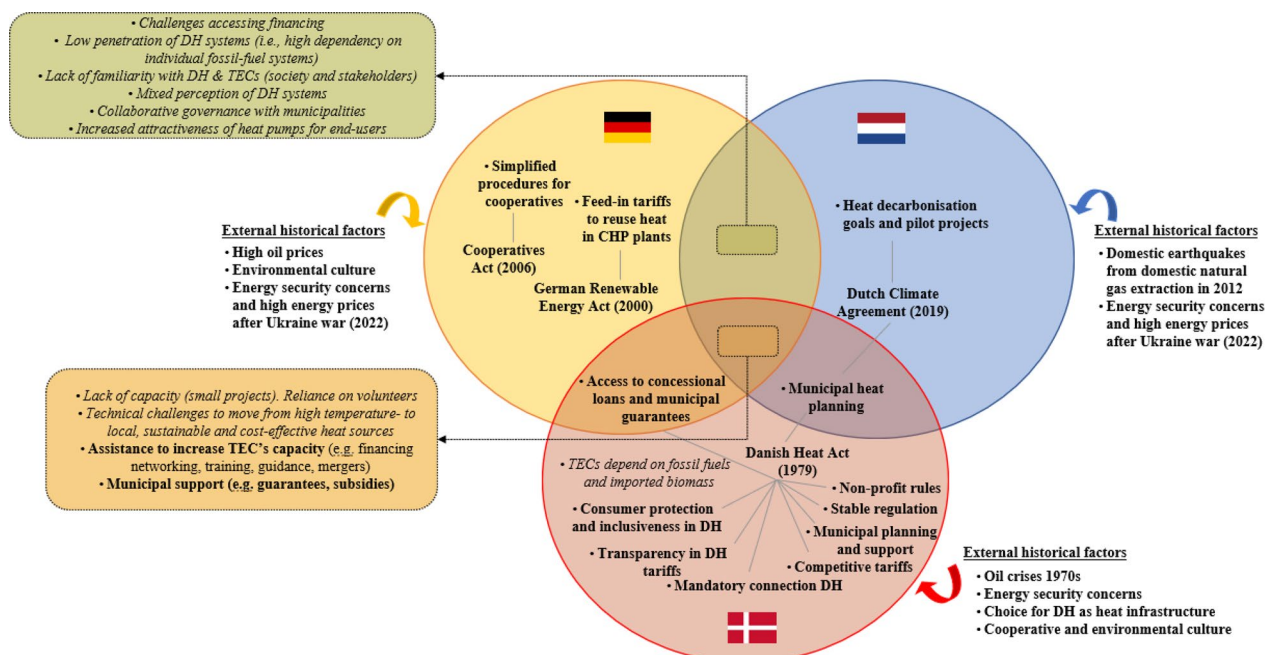 • Challenges accessing financing
• Low penetration of DH systems (i.e., high dependency on
individual fossil-fuel systems)
• Lack of familiarity with DH & TECs (society and stakeholders)
• Mixed perception of DH systems
• Collaborative governance with municipalities
• Increased attractiveness of heat pumps for end-users
External historical factors
• High oil prices
• Environmental culture
• Energy security concerns
and high energy prices
after Ukraine war (2022)
• Simplified
procedures for
cooperatives
Cooperatives
Act (2006)
• Feed-in tariffs
to reuse heat
in CHP plants
German Renewable
Energy Act (2000)
• Heat decarbonisation
goals and pilot projects
Dutch Climate
Agreement (2019)
External historical factors
• Domestic earthquakes
from domestic natural
gas extraction in 2012
• Energy security concerns
and high energy prices
after Ukraine war (2022)
• Lack of capacity (small projects). Reliance on volunteers
• Technical challenges to move from high temperature- to
local, sustainable and cost-effective heat sources
• Assistance to increase TEC's capacity (e.g. financing
networking, training, guidance, mergers)
• Municipal support (e.g. guarantees, subsidies)
• Access to concessional
loans and municipal
guarantees
• Municipal heat
planning
Danish Heat Act
(1979)
• TECs depend on fossil fuels
and imported biomass
• Consumer protection
and inclusiveness in DH
• Transparency in DH
tariffs
• Mandatory connection DH
• Non-profit rules
• Stable regulation
• Municipal planning
and support
• Competitive tariffs
External historical factors
• Oil crises 1970s
• Energy security concerns
• Choice for DH as heat infrastructure
• Cooperative and environmental culture